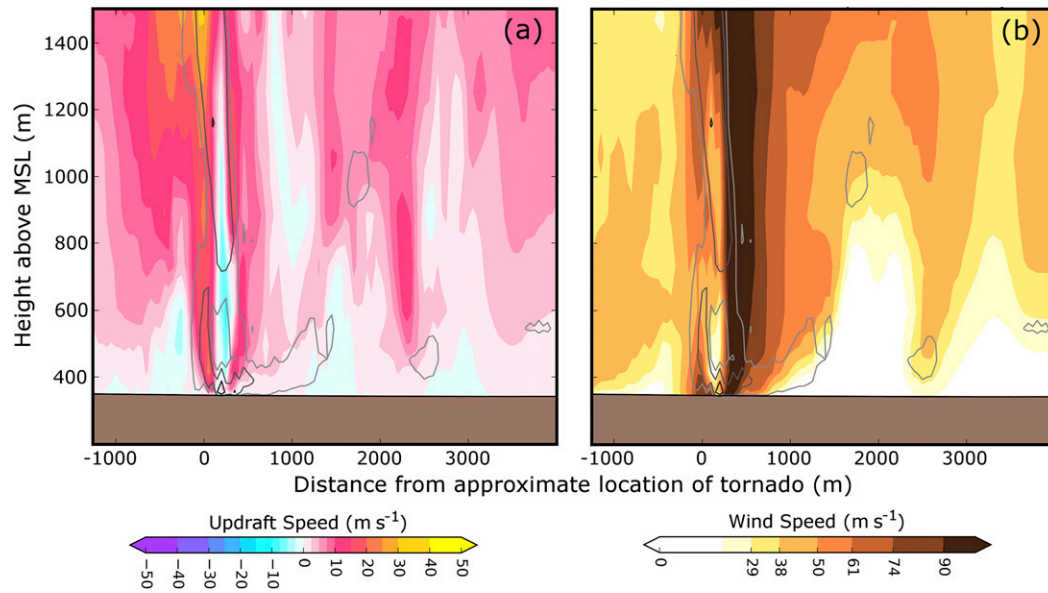 (a)
(b)
1400
1200
1000
800
600
400
Height above MSL (m)
-1000 0 1000 2000 3000
-1000 0 1000 2000 3000
Distance from approximate location of tornado (m)
Updraft Speed (m s⁻¹)
-50 -40 -30 -20 -10 0 10 20 30 40 50
Wind Speed (m s⁻¹)
0 29 38 50 61 74 90